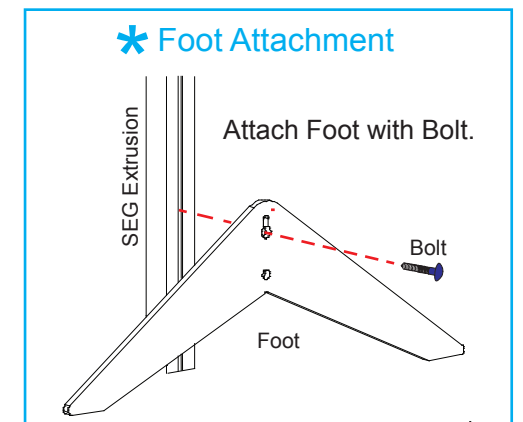 * Foot Attachment
Attach Foot with Bolt.
SEG Extrusion
Bolt
Foot